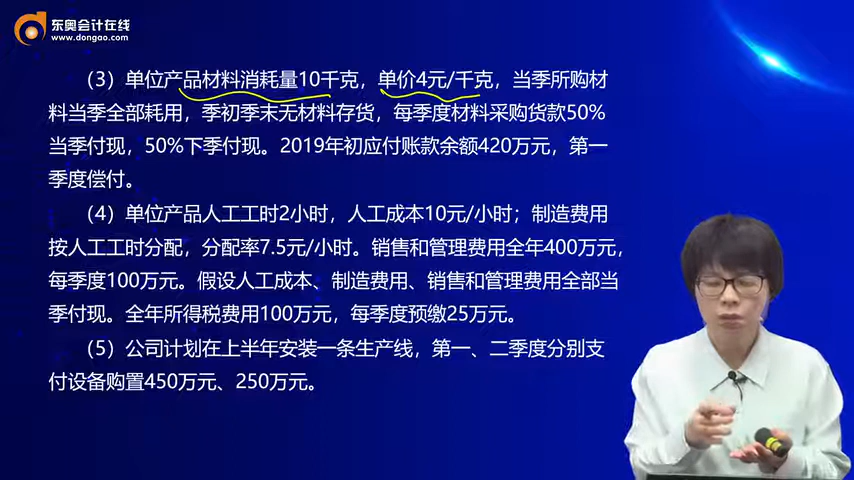 东奥会计在线
www.dongao.com
（3）单位产品材料消耗量10千克，单价4元/千克，当季所购材
料当季全部耗用，季初季末无材料存货，每季度材料采购货款50%
当季付现，50%下季付现。2019年初应付账款余额420万元，第一
季度偿付。
（4）单位产品人工工时2小时，人工成本10元/小时；制造费用
按人工工时分配，分配率7.5元/小时。销售和管理费用全年400万元，
每季度100万元。假设人工成本、制造费用、销售和管理费用全部当
季付现。全年所得税费用100万元，每季度预缴25万元。
（5）公司计划在上半年安装一条生产线，第一、二季度分别支
付设备购置450万元、250万元。